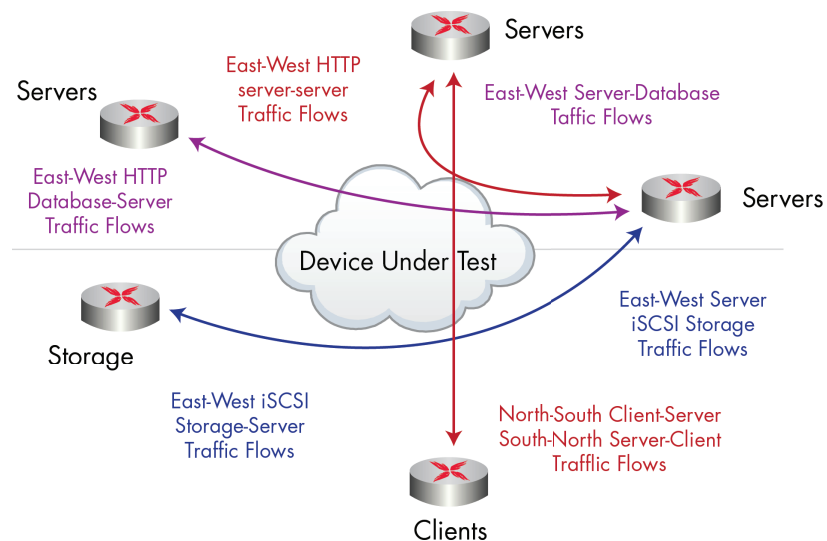 Servers
East-West HTTP
server-server
Traffic Flows
Servers
East-West Server-Database
Taffic Flows
East-West HTTP
Database-Server
Traffic Flows
Servers
Device Under Test
East-West Server
iSCSI Storage
Traffic Flows
Storage
East-West iSCSI
Storage-Server
Traffic Flows
North-South Client-Server
South-North Server-Client
Trafflic Flows
Clients